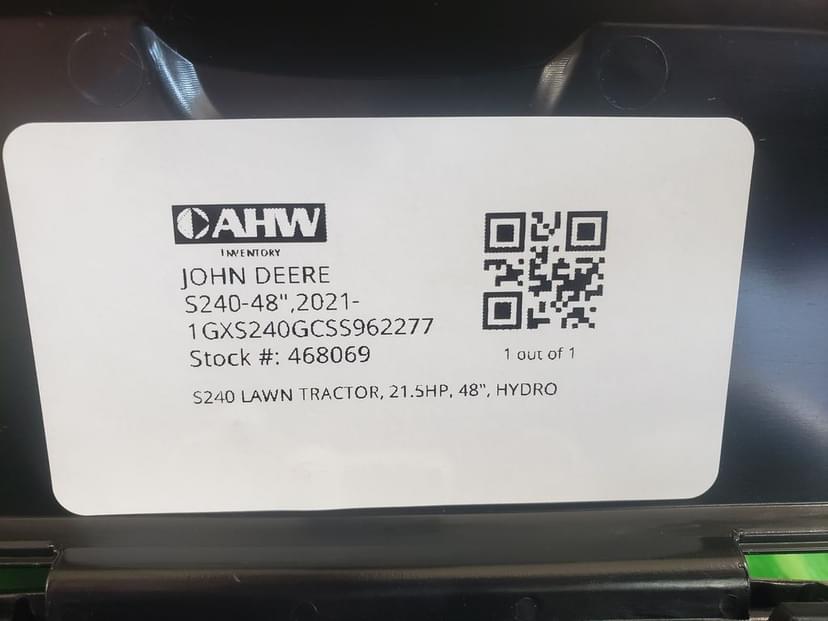 AHW
INVENTORY
JOHN DEERE
S240-48",2021-
1GXS240GCSS962277
Stock #: 468069
1 out of 1
S240 LAWN TRACTOR, 21.5HP, 48", HYDRO